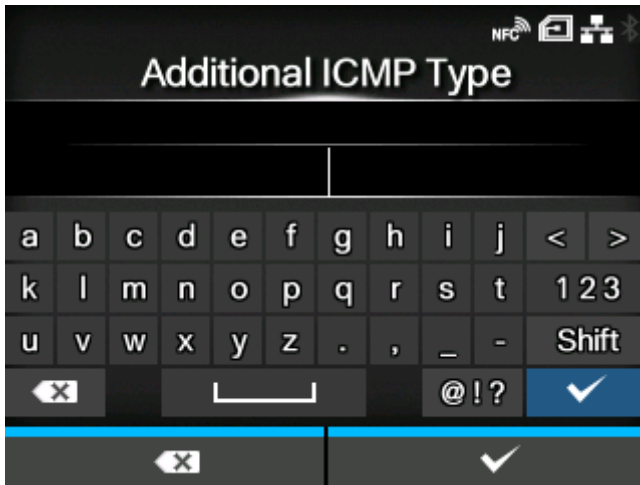 NFC
Additional ICMP Type
a b c d e f g h i j < >
k l m n o p q r s t 123
u v w x y z . , _ - Shift
@!?